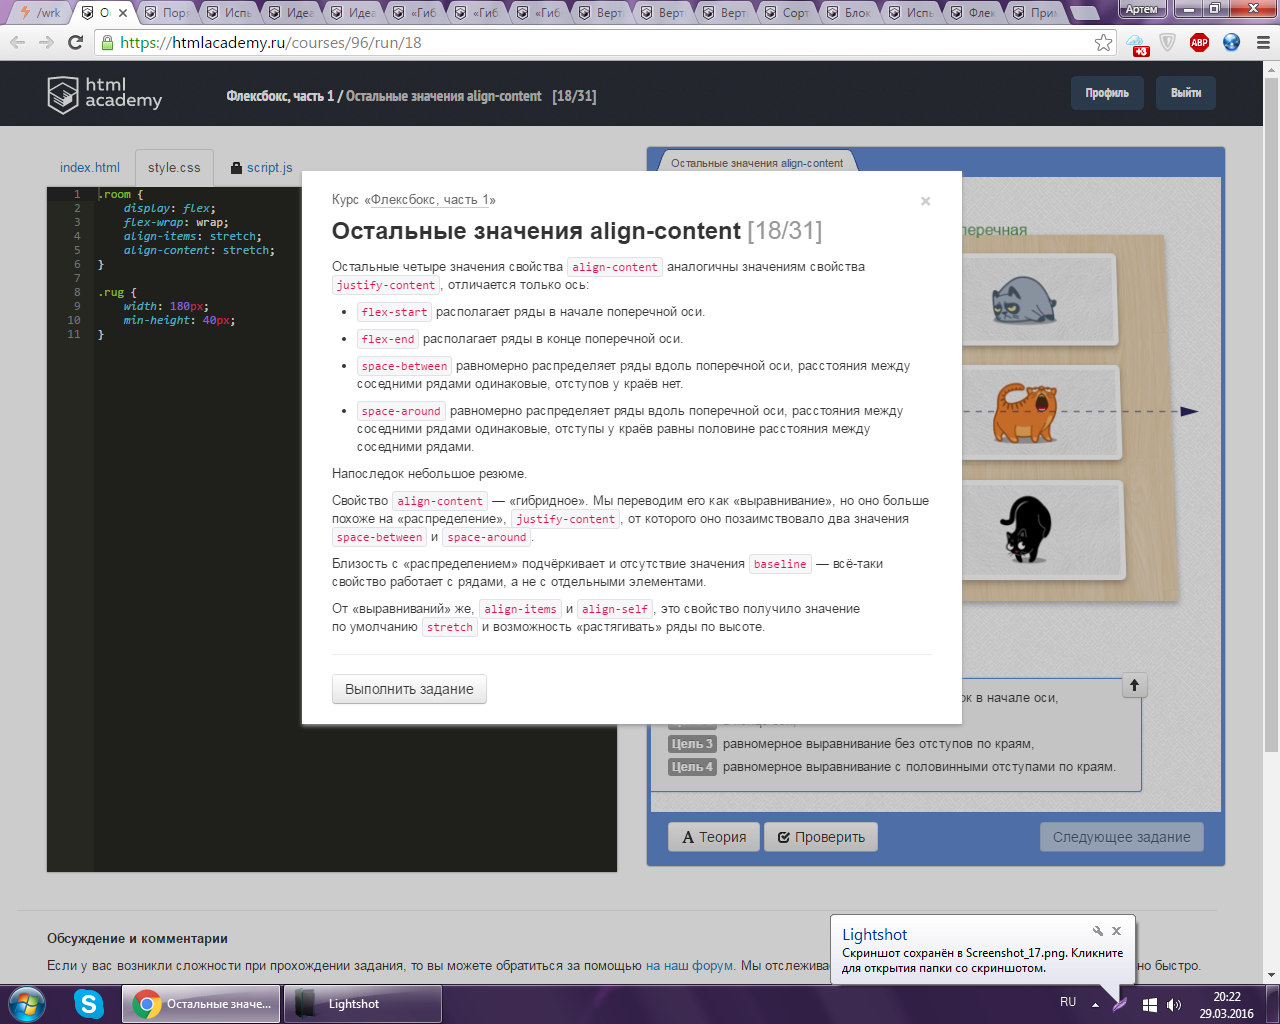 /wrk
О
Поря
Испы
Идеа
Идеа
«Гиб
«Гиб
«Гиб
Верт
Верт
Верт
Сорт
Блок
Испы
Флек
Прим
Артем
https://htmlacademy.ru/courses/96/run/18
+3
ABP
html
academy
Флексбокс, часть 1 / Остальные значения align-content [18/31]
Профиль
Выйти
index.html
style.css
script.js
1 .room {
2 display: flex;
3 flex-wrap: wrap;
4 align-items: stretch;
5 align-content: stretch;
6 }
7
8 .rug {
9 width: 180px;
10 min-height: 40px;
11 }
Остальные значения align-content
перечная
Курс «Флексбокс, часть 1»
×
Остальные значения align-content [18/31]
Остальные четыре значения свойства align-content аналогичны значениям свойства
justify-content, отличается только ось:
• flex-start располагает ряды в начале поперечной оси.
• flex-end располагает ряды в конце поперечной оси.
• space-between равномерно распределяет ряды вдоль поперечной оси, расстояния между
соседними рядами одинаковые, отступов у краёв нет.
• space-around равномерно распределяет ряды вдоль поперечной оси, расстояния между
соседними рядами одинаковые, отступы у краёв равны половине расстояния между
соседними рядами.
Напоследок небольшое резюме.
Свойство align-content — «гибридное». Мы переводим его как «выравнивание», но оно больше
похоже на «распределение», justify-content, от которого оно позаимствовало два значения
space-between и space-around.
Близость с «распределением» подчёркивает и отсутствие значения baseline — всё-таки
свойство работает с рядами, а не с отдельными элементами.
От «выравниваний» же, align-items и align-self, это свойство получило значение
по умолчанию stretch и возможность «растягивать» ряды по высоте.
Выполнить задание
ок в начале оси,
Цель 3 равномерное выравнивание без отступов по краям,
Цель 4 равномерное выравнивание с половинными отступами по краям.
Теория
Проверить
Следующее задание
Обсуждение и комментарии
Если у вас возникли сложности при прохождении задания, то вы можете обратиться за помощью на наш форум. Мы отслежива
но быстро.
Lightshot
Скриншот сохранён в Screenshot_17.png. Кликните
для открытия папки со скриншотом.
Остальные значе...
Lightshot
RU
20:22
29.03.2016